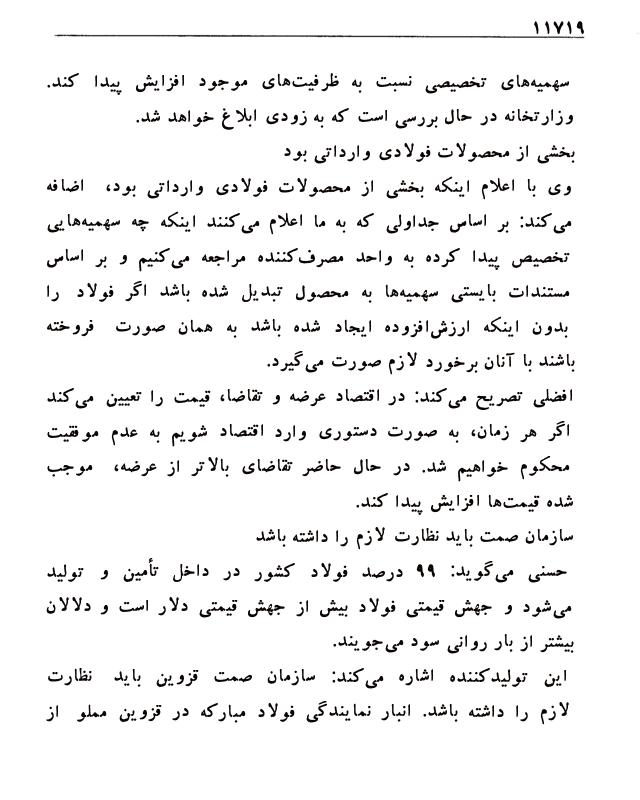 ۱۱۷۱۹
سهمیه‌های تخصیصی نسبت به ظرفیت‌های موجود افزایش پیدا کند.
وزارتخانه در حال بررسی است که به زودی ابلاغ خواهد شد.
بخشی از محصولات فولادی وارداتی بود
وی با اعلام اینکه بخشی از محصولات فولادی وارداتی بود، اضافه
می‌کند: بر اساس جداولی که به ما اعلام می‌کنند اینکه چه سهمیه‌هایی
تخصیص پیدا کرده به واحد مصرف‌کننده مراجعه می‌کنیم و بر اساس
مستندات بایستی سهمیه‌ها به محصول تبدیل شده باشد اگر فولاد را
بدون اینکه ارزش‌افزوده ایجاد شده باشد به همان صورت فروخته
باشند با آنان برخورد لازم صورت می‌گیرد.
افضلی تصریح می‌کند: در اقتصاد عرضه و تقاضا، قیمت را تعیین می‌کند
اگر هر زمان، به صورت دستوری وارد اقتصاد شویم به عدم موفقیت
محکوم خواهیم شد. در حال حاضر تقاضای بالاتر از عرضه، موجب
شده قیمت‌ها افزایش پیدا کند.
سازمان صمت باید نظارت لازم را داشته باشد
حسنی می‌گوید: ۹۹ درصد فولاد کشور در داخل تأمین و تولید
می‌شود و جهش قیمتی فولاد بیش از جهش قیمتی دلار است و دلالان
بیشتر از بار روانی سود می‌جویند.
این تولیدکننده اشاره می‌کند: سازمان صمت قزوین باید نظارت
لازم را داشته باشد. انبار نمایندگی فولاد مبارکه در قزوین مملو از